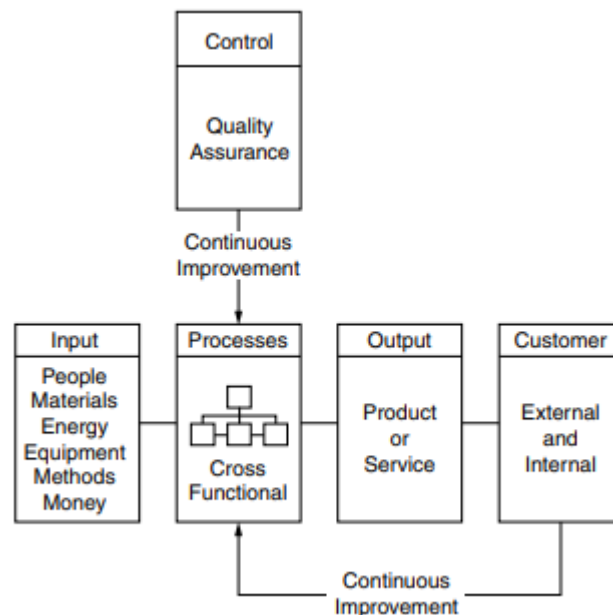 Control
Quality
Assurance
Continuous
Improvement
Input
People
Materials
Energy
Equipment
Methods
Money
Processes
Cross
Functional
Output
Product
or
Service
Customer
External
and
Internal
Continuous
Improvement